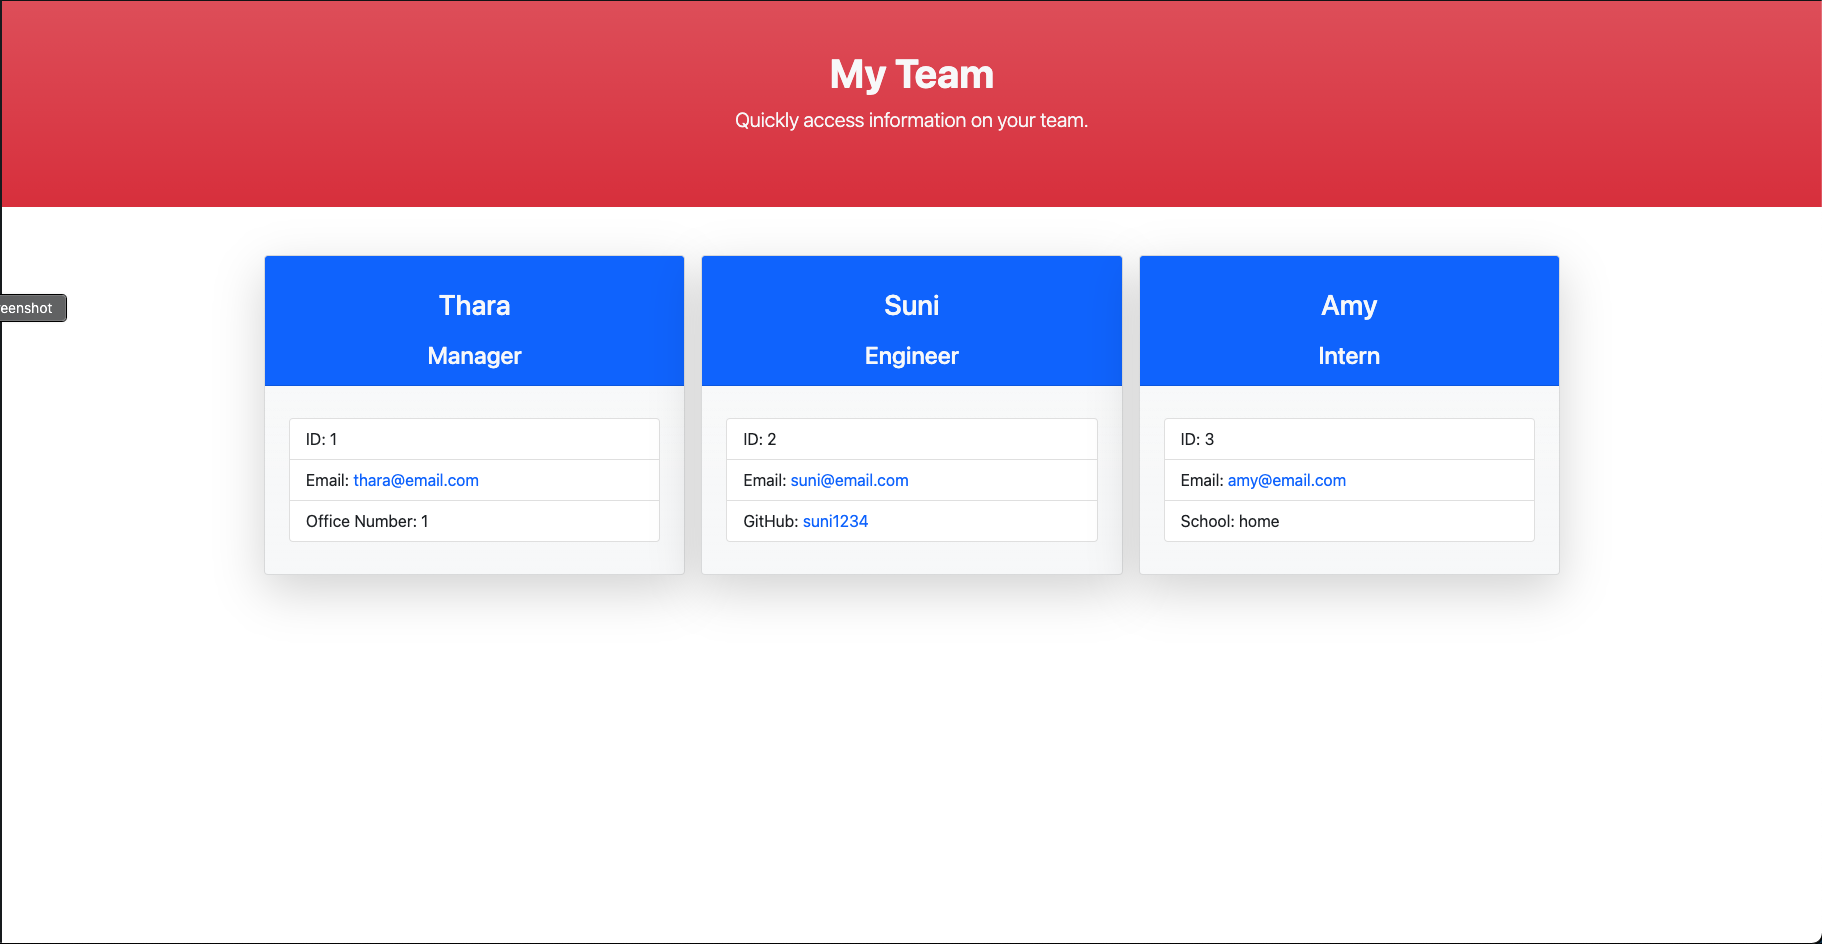 My Team
Quickly access information on your team.
eenshot
Thara
Manager
ID: 1
Email: thara@email.com
Office Number: 1
Suni
Engineer
ID: 2
Email: suni@email.com
GitHub: suni1234
Amy
Intern
ID: 3
Email: amy@email.com
School: home